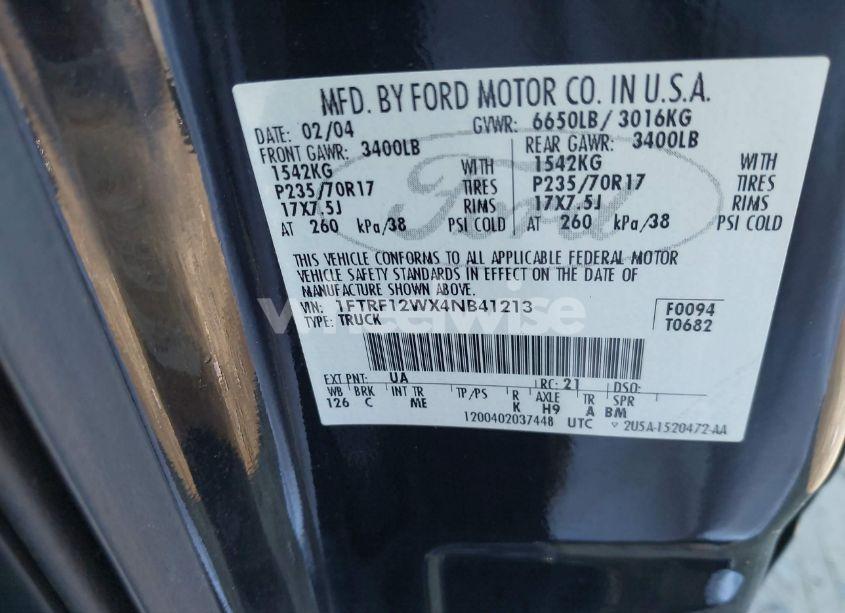 MFD. BY FORD MOTOR CO. IN U.S.A.
DATE: 02/04 GVWR: 6650LB/ 3016KG
FRONT GAWR: 3400LB REAR GAWR: 3400LB
1542KG WITH 1542KG WITH
P235/70R17 TIRES P235/70R17 TIRES
17X7.5J RIMS 17X7.5J RIMS
AT 260 kPa/38 PSI COLD AT 260 kPa/38 PSI COLD
Ford
THIS VEHICLE CONFORMS TO ALL APPLICABLE FEDERAL MOTOR
VEHICLE SAFETY STANDARDS IN EFFECT ON THE DATE OF
MANUFACTURE SHOWN ABOVE.
VIN: 1FTRF12WX4NB41213 F0094
TYPE: TRUCK T0682
wheelwise
EXT PNT: UA RC: 21 DSO:
WB BRK INT TR TP/PS R AXLE TR SPR
126 C ME K H9 A BM
1200402037448 UTC 2U5A-1520472-AA